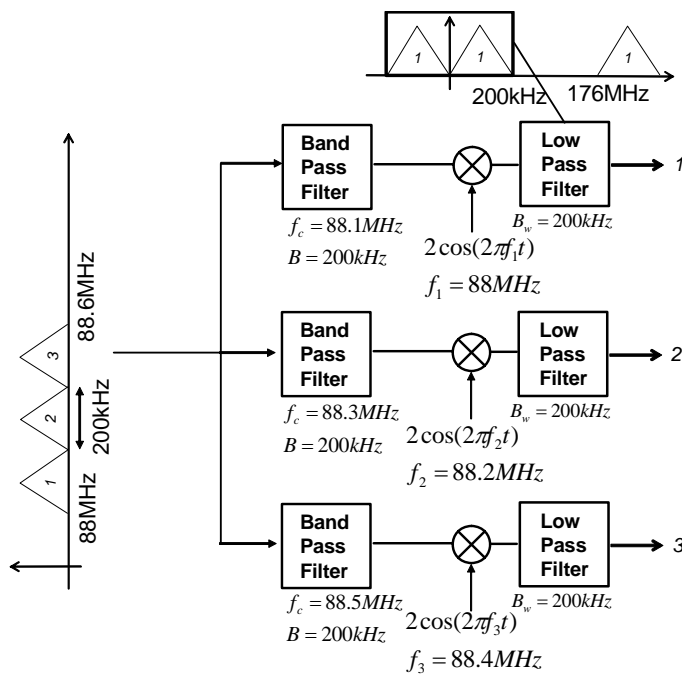 1
1
1
200kHz
176MHz
Band
Pass
Filter
Low
Pass
Filter
1
f_c = 88.1MHz
B = 200kHz
2cos(2πf_1t)
f_1 = 88MHz
B_w = 200kHz
88.6MHz
3
2
1
200kHz
88MHz
Band
Pass
Filter
Low
Pass
Filter
2
f_c = 88.3MHz
B = 200kHz
2cos(2πf_2t)
f_2 = 88.2MHz
B_w = 200kHz
Band
Pass
Filter
Low
Pass
Filter
3
f_c = 88.5MHz
B = 200kHz
2cos(2πf_3t)
f_3 = 88.4MHz
B_w = 200kHz